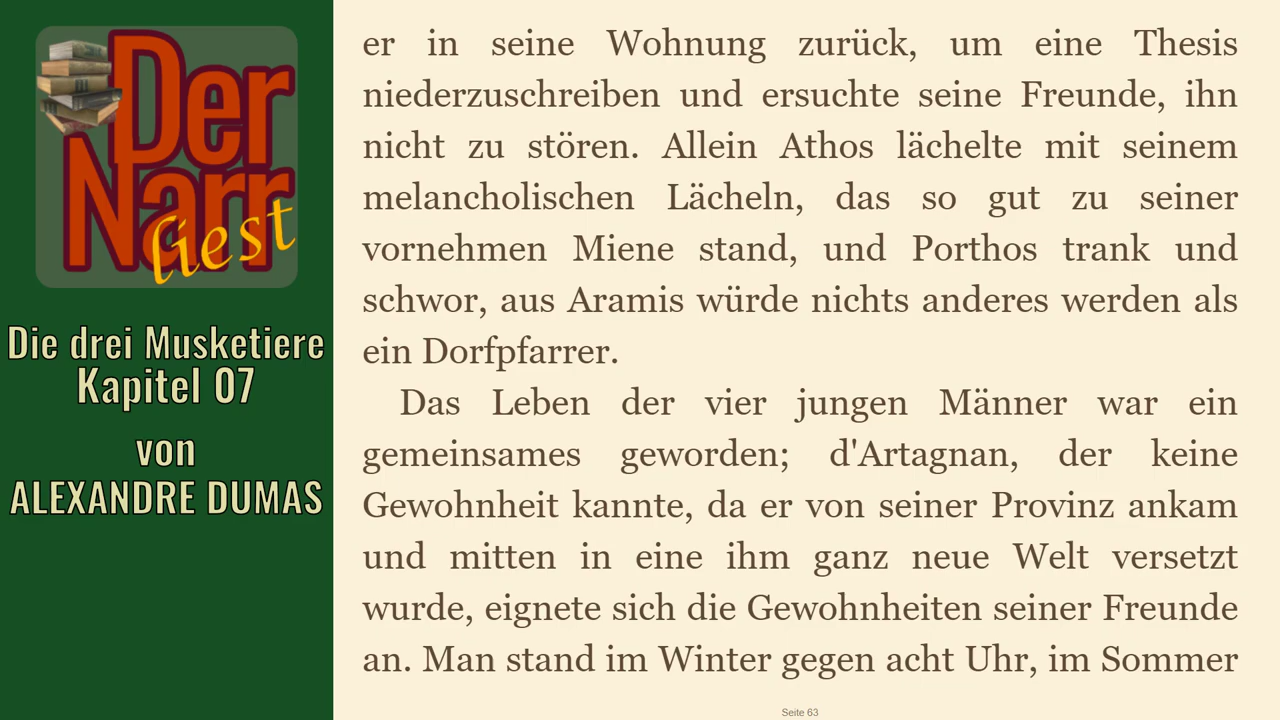 Der
Narr
liest
Die drei Musketiere
Kapitel 07
von
ALEXANDRE DUMAS
er in seine Wohnung zurück, um eine Thesis
niederzuschreiben und ersuchte seine Freunde, ihn
nicht zu stören. Allein Athos lächelte mit seinem
melancholischen Lächeln, das so gut zu seiner
vornehmen Miene stand, und Porthos trank und
schwor, aus Aramis würde nichts anderes werden als
ein Dorfpfarrer.
Das Leben der vier jungen Männer war ein
gemeinsames geworden; d'Artagnan, der keine
Gewohnheit kannte, da er von seiner Provinz ankam
und mitten in eine ihm ganz neue Welt versetzt
wurde, eignete sich die Gewohnheiten seiner Freunde
an. Man stand im Winter gegen acht Uhr, im Sommer
Seite 63